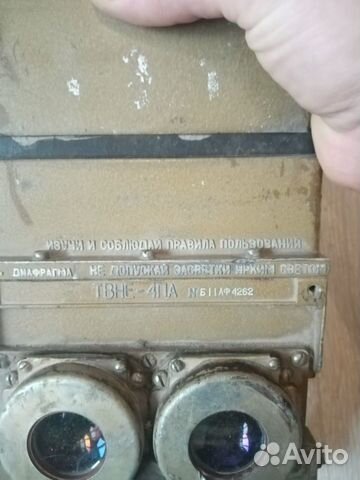 ИЗУЧИ И СОБЛЮДАЙ ПРАВИЛА ПОЛЬЗОВАНИЯ
ДИАФРАГМА НЕ ДОПУСКАЙ ЗАСВЕТКИ ЯРКИМ СВЕТОМ
ТВНЕ-4ПА №Б11АФ4262
Avito